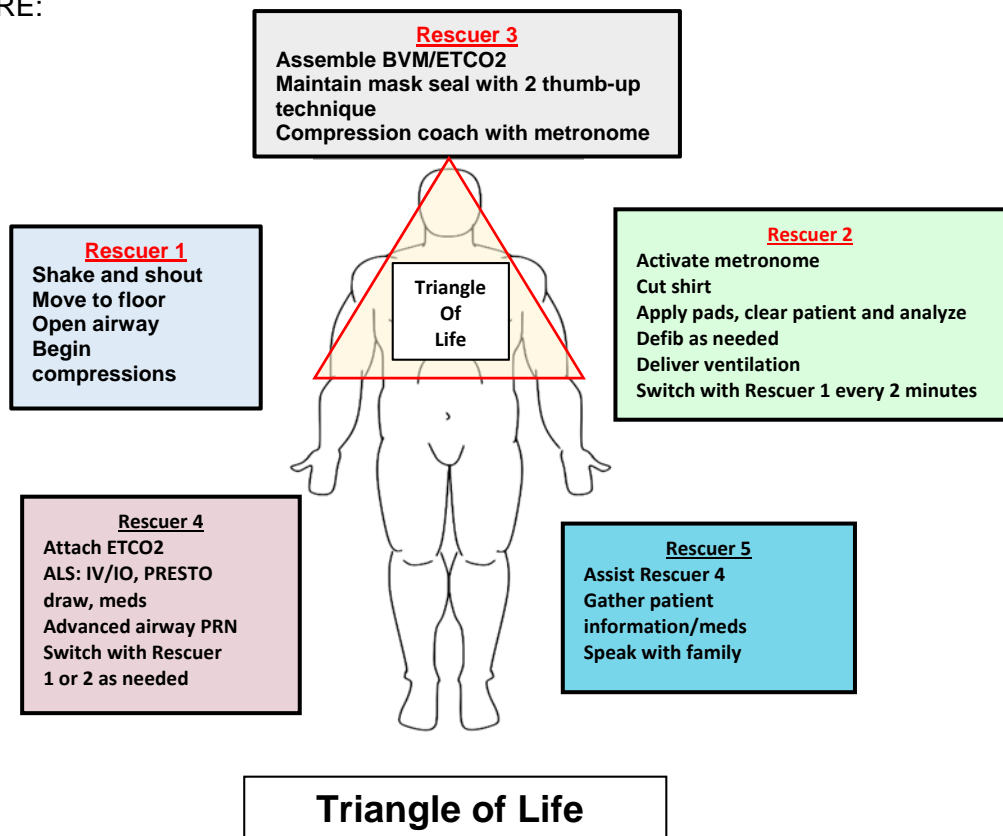 RE:
Rescuer 3
Assemble BVM/ETCO2
Maintain mask seal with 2 thumb-up
technique
Compression coach with metronome
Rescuer 1
Shake and shout
Move to floor
Open airway
Begin
compressions
Triangle
Of
Life
Rescuer 2
Activate metronome
Cut shirt
Apply pads, clear patient and analyze
Defib as needed
Deliver ventilation
Switch with Rescuer 1 every 2 minutes
Rescuer 4
Attach ETCO2
ALS: IV/IO, PRESTO
draw, meds
Advanced airway PRN
Switch with Rescuer
1 or 2 as needed
Rescuer 5
Assist Rescuer 4
Gather patient
information/meds
Speak with family
Triangle of Life